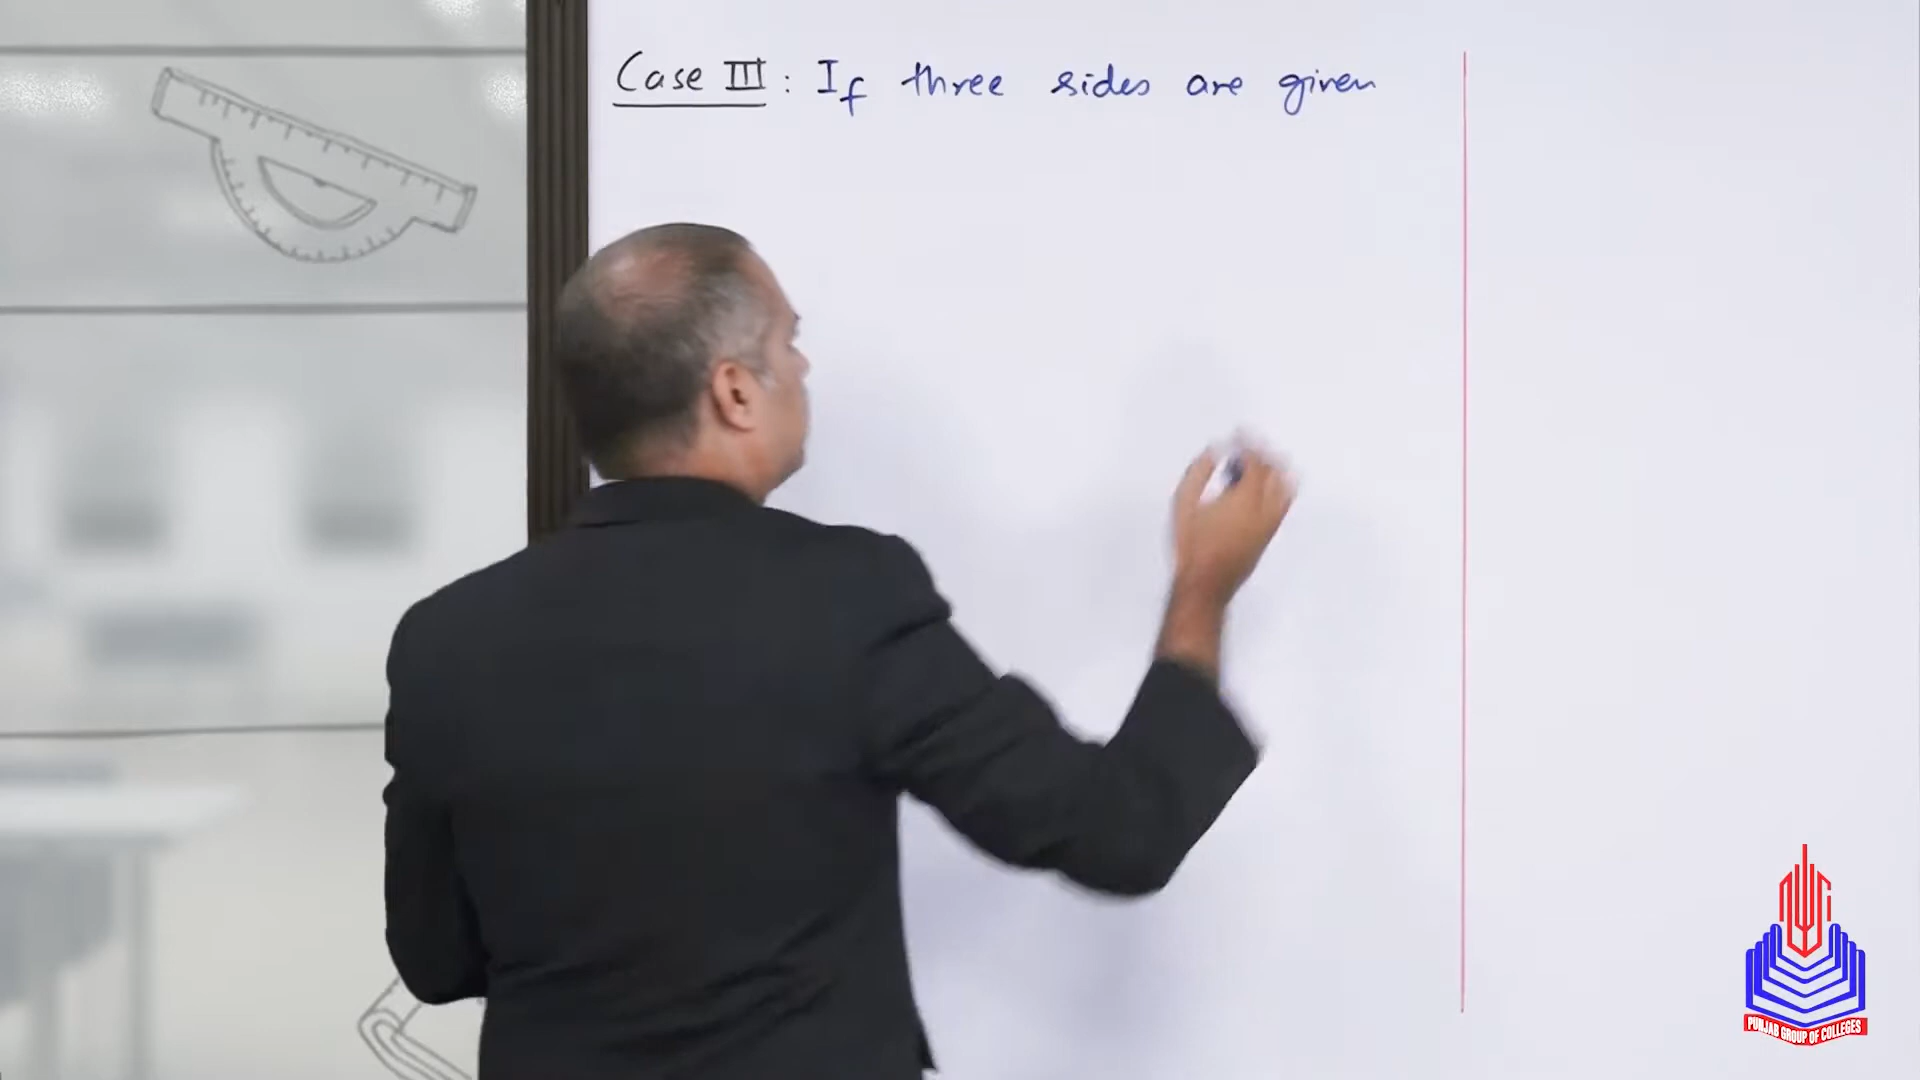 Case III : If three sides are given
PUNJAB GROUP OF COLLEGES